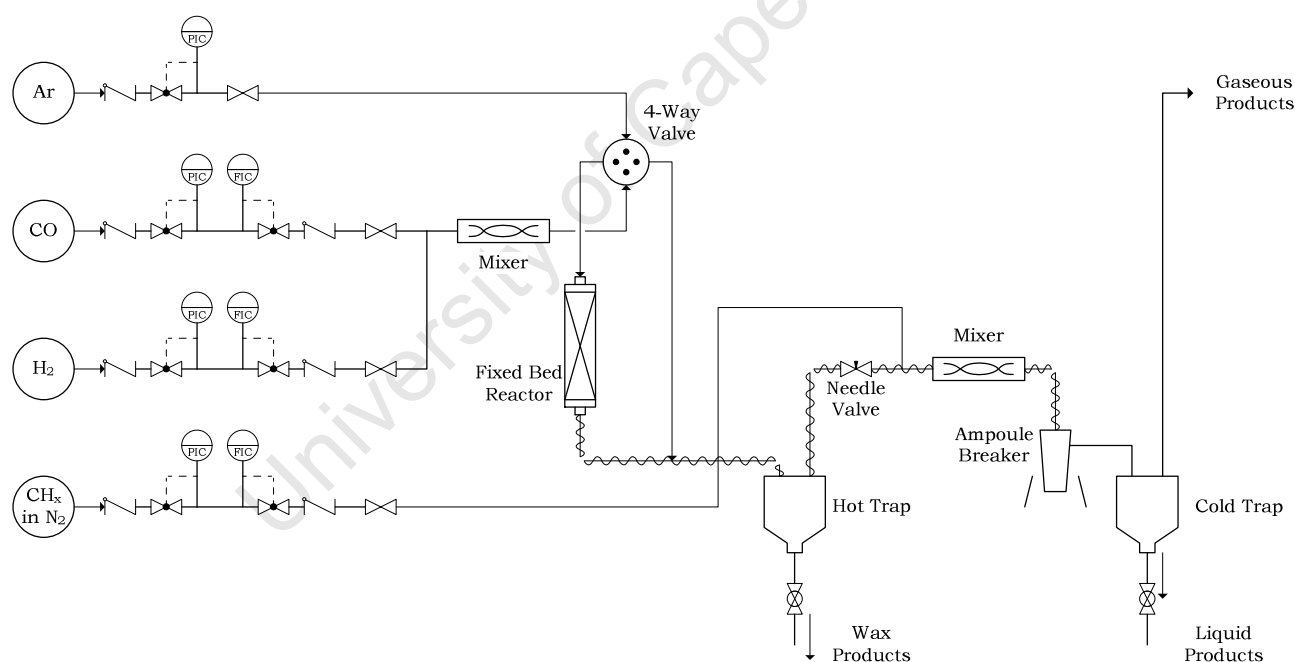 University of Cape
PIC
Ar
4-Way
Valve
Gaseous
Products
PIC
FIC
CO
Mixer
PIC
FIC
H₂
Fixed Bed
Reactor
Mixer
Needle
Valve
Ampoule
Breaker
PIC
FIC
CHₓ
in N₂
Hot Trap
Cold Trap
Wax
Products
Liquid
Products